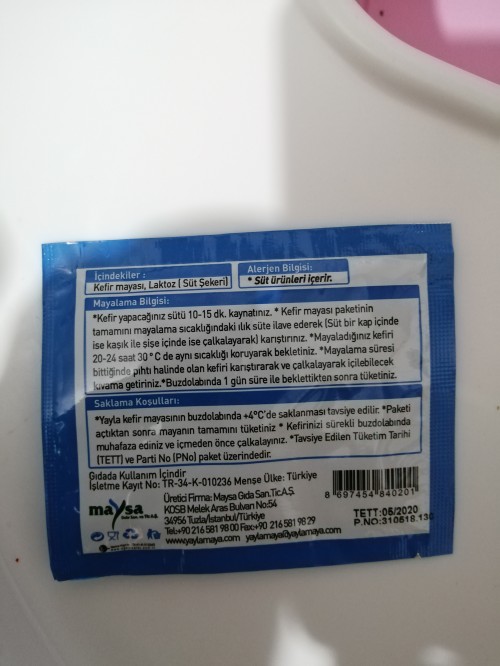 İçindekiler :
Kefir mayası, Laktoz ( Süt Şekeri)
Alerjen Bilgisi:
* Süt ürünleri içerir.
Mayalama Bilgisi:
*Kefir yapacağınız sütü 10-15 dk. kaynatınız. * Kefir mayası paketinin
tamamını mayalama sıcaklığındaki ılık süte ilave ederek (Süt bir kap içinde
ise kaşık ile şişe içinde ise çalkalayarak) karıştırınız. *Mayaladığınız kefiri
20-24 saat 30 °C de aynı sıcaklığı koruyarak bekletiniz. *Mayalama süresi
bittiğinde pıhtı halinde olan kefiri karıştırarak ve çalkalayarak içilebilecek
kıvama getiriniz.*Buzdolabında 1 gün süre ile beklettikten sonra tüketiniz.
Saklama Koşulları:
*Yayla kefir mayasının buzdolabında +4°C'de saklanması tavsiye edilir. *Paketi
açtıktan sonra mayanın tamamını tüketiniz * Kefirinizi sürekli buzdolabında
muhafaza ediniz ve içmeden önce çalkalayınız. *Tavsiye Edilen Tüketim Tarihi
(TETT) ve Parti No (PNo) paket üzerindedir.
Gıdada Kullanım İçindir
İşletme Kayıt No: TR-34-K-010236 Menşe Ülke: Türkiye
maysa
Üretici Firma: Maysa Gıda San.Tic.A.Ş.
KOSB Melek Aras Bulvarı No:54
34956 Tuzla/İstanbul/Türkiye
Tel:+90 216 581 98 00 Fax:+90 216 581 98 29
www.yaylamaya.com yaylamaya@yaylamaya.com
8 697454 840201
TETT:05/2020
P.NO:310518.130